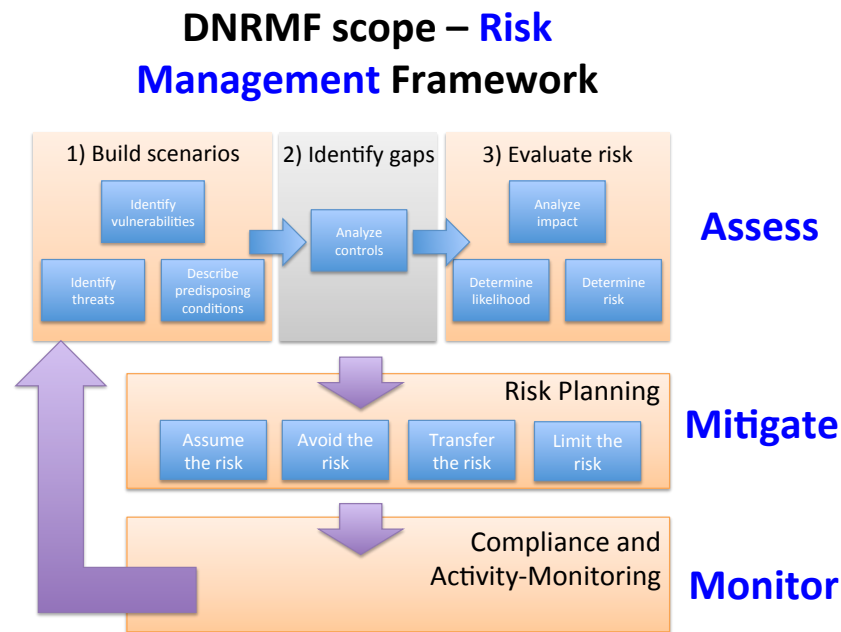 DNRMF scope – Risk
Management Framework
1) Build scenarios
Identify
vulnerabilities
Identify
threats
Describe
predisposing
conditions
2) Identify gaps
Analyze
controls
3) Evaluate risk
Analyze
impact
Determine
likelihood
Determine
risk
Assess
Risk Planning
Assume
the risk
Avoid the
risk
Transfer
the risk
Limit the
risk
Mitigate
Compliance and
Activity-Monitoring
Monitor